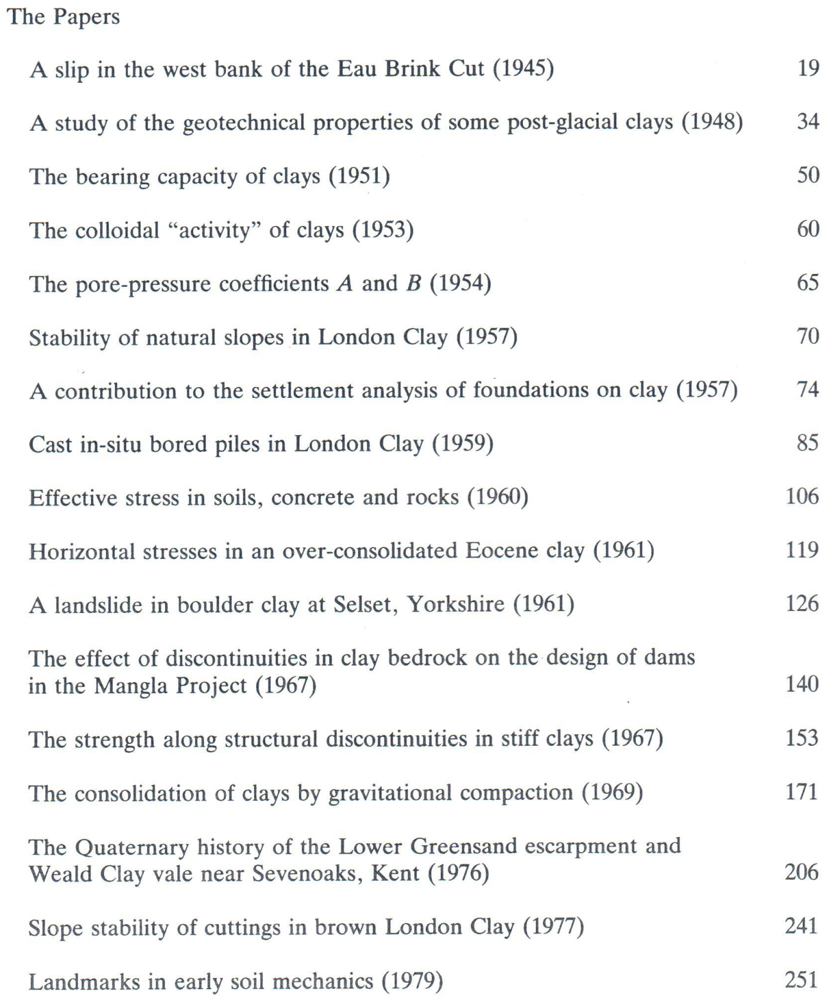 The Papers
A slip in the west bank of the Eau Brink Cut (1945) 19
A study of the geotechnical properties of some post-glacial clays (1948) 34
The bearing capacity of clays (1951) 50
The colloidal “activity” of clays (1953) 60
The pore-pressure coefficients A and B (1954) 65
Stability of natural slopes in London Clay (1957) 70
A contribution to the settlement analysis of foundations on clay (1957) 74
Cast in-situ bored piles in London Clay (1959) 85
Effective stress in soils, concrete and rocks (1960) 106
Horizontal stresses in an over-consolidated Eocene clay (1961) 119
A landslide in boulder clay at Selset, Yorkshire (1961) 126
The effect of discontinuities in clay bedrock on the design of dams
in the Mangla Project (1967) 140
The strength along structural discontinuities in stiff clays (1967) 153
The consolidation of clays by gravitational compaction (1969) 171
The Quaternary history of the Lower Greensand escarpment and
Weald Clay vale near Sevenoaks, Kent (1976) 206
Slope stability of cuttings in brown London Clay (1977) 241
Landmarks in early soil mechanics (1979) 251